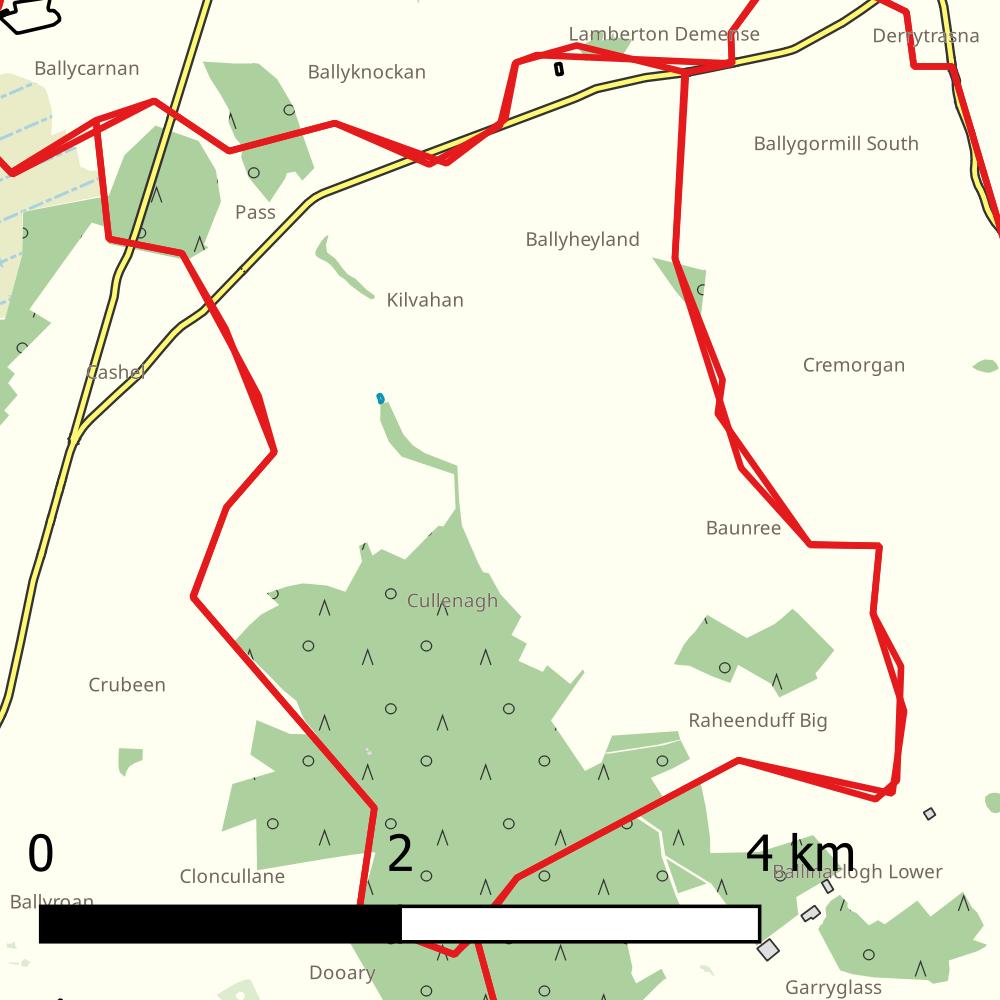 Lamberton Demense
Derrytrasna
Ballycarnan
Ballyknockan
Ballygormill South
Pass
Ballyheyland
Kilvahan
Cashel
Cremorgan
Baunree
Cullenagh
Crubeen
Raheenduff Big
0
2
4 km
Cloncullane
Ballinaclogh Lower
Ballyroan
Dooary
Garryglass